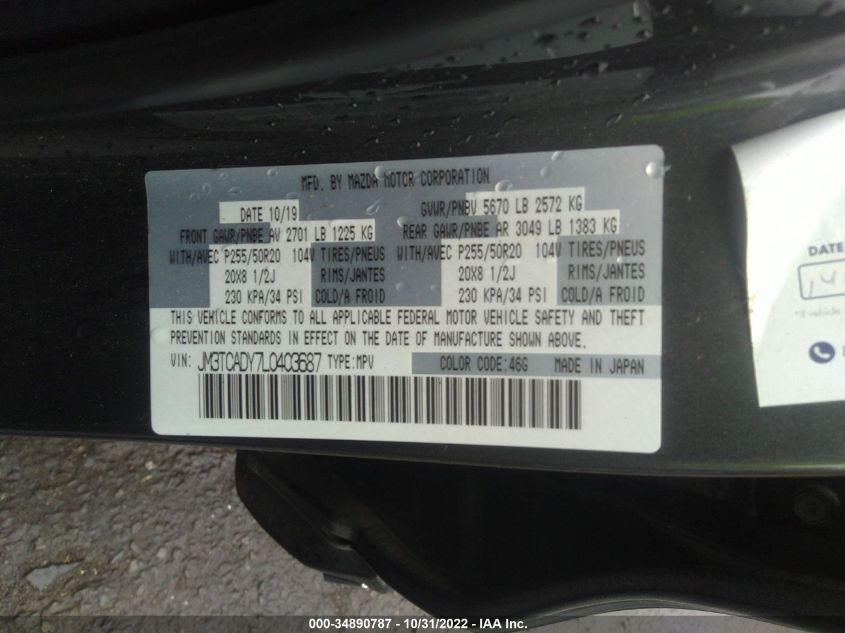 MFD. BY MAZDA MOTOR CORPORATION
DATE 10/19 GVWR/PNBV 5670 LB 2572 KG
FRONT GAWR/PNBE AV 2701 LB 1225 KG REAR GAWR/PNBE AR 3049 LB 1383 KG
WITH/AVEC P255/50R20 104V TIRES/PNEUS WITH/AVEC P255/50R20 104V TIRES/PNEUS
20X8 1/2J RIMS/JANTES 20X8 1/2J RIMS/JANTES
230 KPA/34 PSI COLD/A FROID 230 KPA/34 PSI COLD/A FROID
THIS VEHICLE CONFORMS TO ALL APPLICABLE FEDERAL MOTOR VEHICLE SAFETY AND THEFT
PREVENTION STANDARDS IN EFFECT ON THE DATE OF MANUFACTURE SHOWN ABOVE.
VIN: JM3TCADY7L0403687 TYPE:MPV COLOR CODE:46G MADE IN JAPAN
DATE
*If vehicle
000-34890787 - 10/31/2022 - IAA Inc.